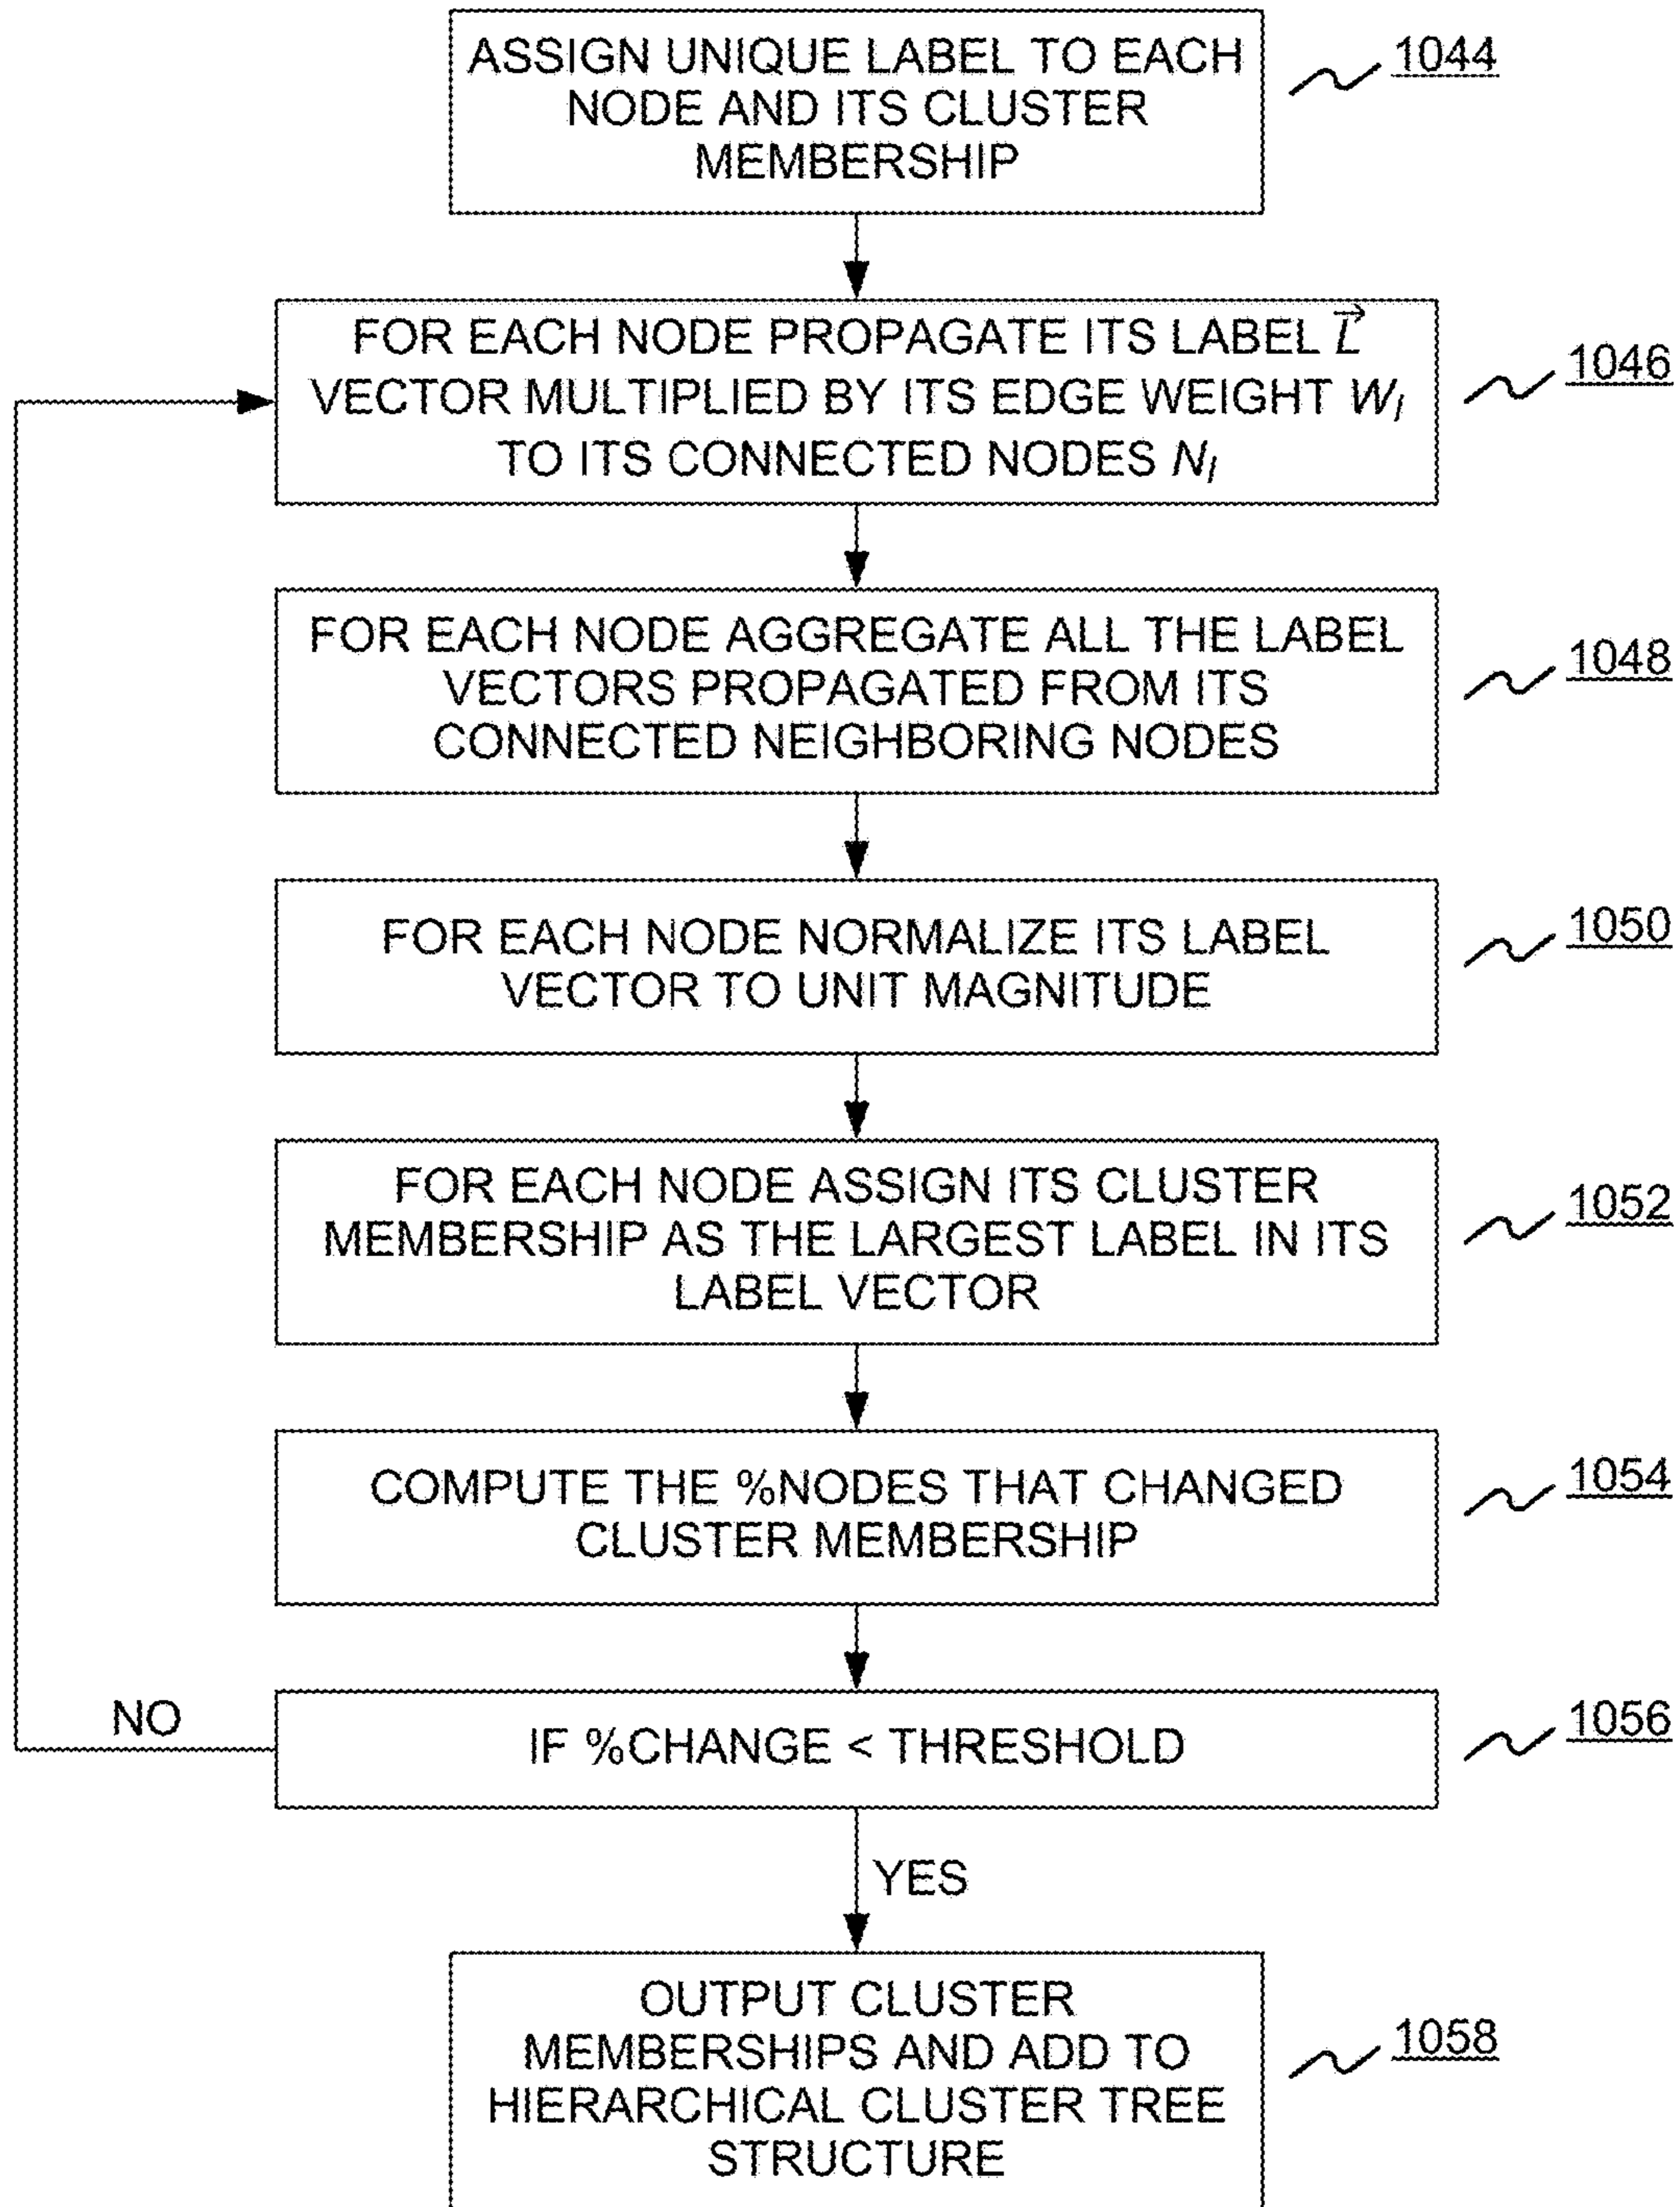 ASSIGN UNIQUE LABEL TO EACH
NODE AND ITS CLUSTER
MEMBERSHIP
1044
FOR EACH NODE PROPAGATE ITS LABEL L⃗
VECTOR MULTIPLIED BY ITS EDGE WEIGHT W_I
TO ITS CONNECTED NODES N_I
1046
FOR EACH NODE AGGREGATE ALL THE LABEL
VECTORS PROPAGATED FROM ITS
CONNECTED NEIGHBORING NODES
1048
FOR EACH NODE NORMALIZE ITS LABEL
VECTOR TO UNIT MAGNITUDE
1050
FOR EACH NODE ASSIGN ITS CLUSTER
MEMBERSHIP AS THE LARGEST LABEL IN ITS
LABEL VECTOR
1052
COMPUTE THE %NODES THAT CHANGED
CLUSTER MEMBERSHIP
1054
NO
IF %CHANGE < THRESHOLD
1056
YES
OUTPUT CLUSTER
MEMBERSHIPS AND ADD TO
HIERARCHICAL CLUSTER TREE
STRUCTURE
1058